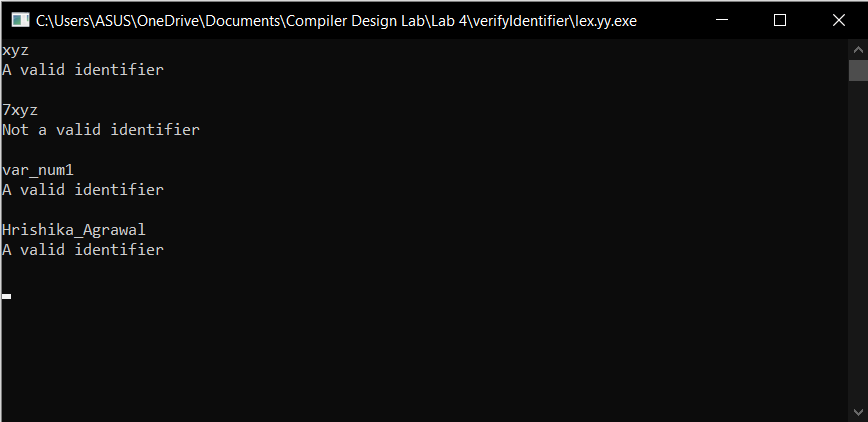 C:\Users\ASUS\OneDrive\Documents\Compiler Design Lab\Lab 4\verifyIdentifier\lex.yy.exe
xyz
A valid identifier
7xyz
Not a valid identifier
var_num1
A valid identifier
Hrishika_Agrawal
A valid identifier